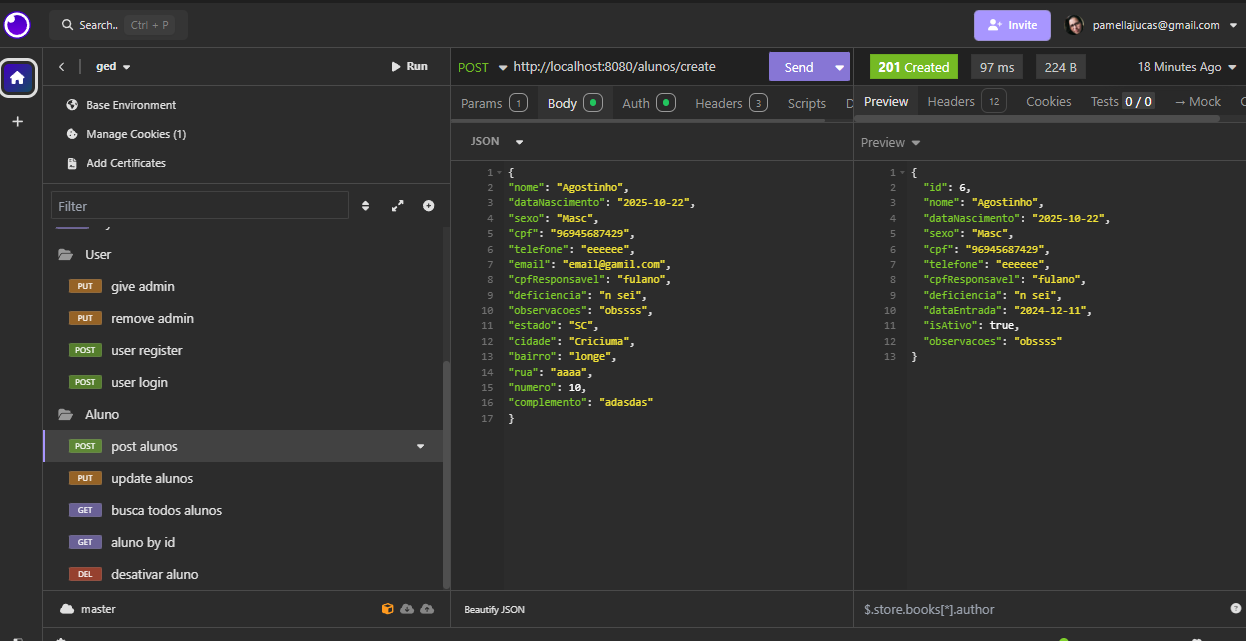 Search.. Ctrl + P
Invite
pamellajucas@gmail.com
ged
Run
Base Environment
Manage Cookies (1)
Add Certificates
Filter
User
PUT give admin
PUT remove admin
POST user register
POST user login
Aluno
POST post alunos
PUT update alunos
GET busca todos alunos
GET aluno by id
DEL desativar aluno
master
POST http://localhost:8080/alunos/create
Send
Params 1 Body Auth Headers 3 Scripts D
JSON
1 {
2 "nome": "Agostinho",
3 "dataNascimento": "2025-10-22",
4 "sexo": "Masc",
5 "cpf": "96945687429",
6 "telefone": "eeeeee",
7 "email": "email@gamil.com",
8 "cpfResponsavel": "fulano",
9 "deficiencia": "n sei",
10 "observacoes": "obssss",
11 "estado": "SC",
12 "cidade": "Criciuma",
13 "bairro": "longe",
14 "rua": "aaaa",
15 "numero": 10,
16 "complemento": "adasdas"
17 }
Beautify JSON
201 Created 97 ms 224 B 18 Minutes Ago
Preview Headers 12 Cookies Tests 0 / 0 → Mock
Preview
1 {
2 "id": 6,
3 "nome": "Agostinho",
4 "dataNascimento": "2025-10-22",
5 "sexo": "Masc",
6 "cpf": "96945687429",
7 "telefone": "eeeeee",
8 "cpfResponsavel": "fulano",
9 "deficiencia": "n sei",
10 "dataEntrada": "2024-12-11",
11 "isAtivo": true,
12 "observacoes": "obssss"
13 }
$.store.books[*].author